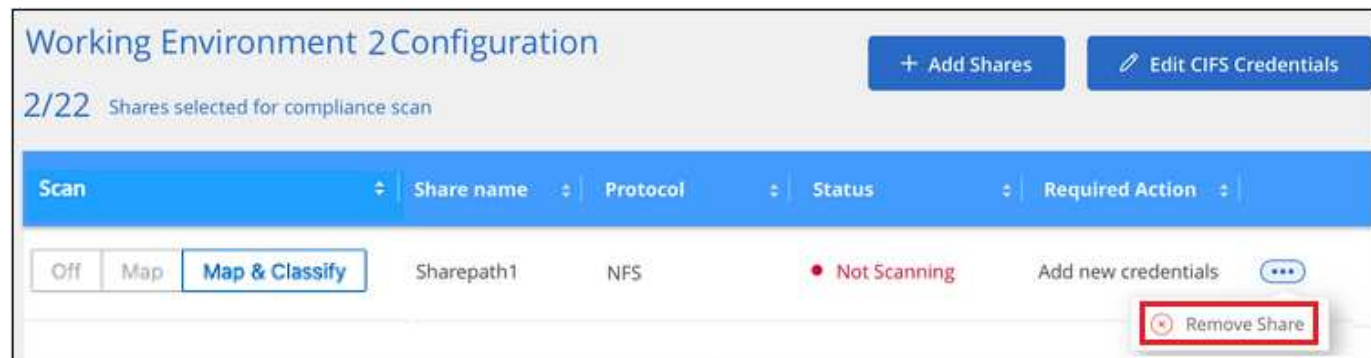 Working Environment 2 Configuration
+ Add Shares
Edit CIFS Credentials
2/22 Shares selected for compliance scan
Scan Share name Protocol Status Required Action
Off Map Map & Classify Sharepath1 NFS Not Scanning Add new credentials
Remove Share